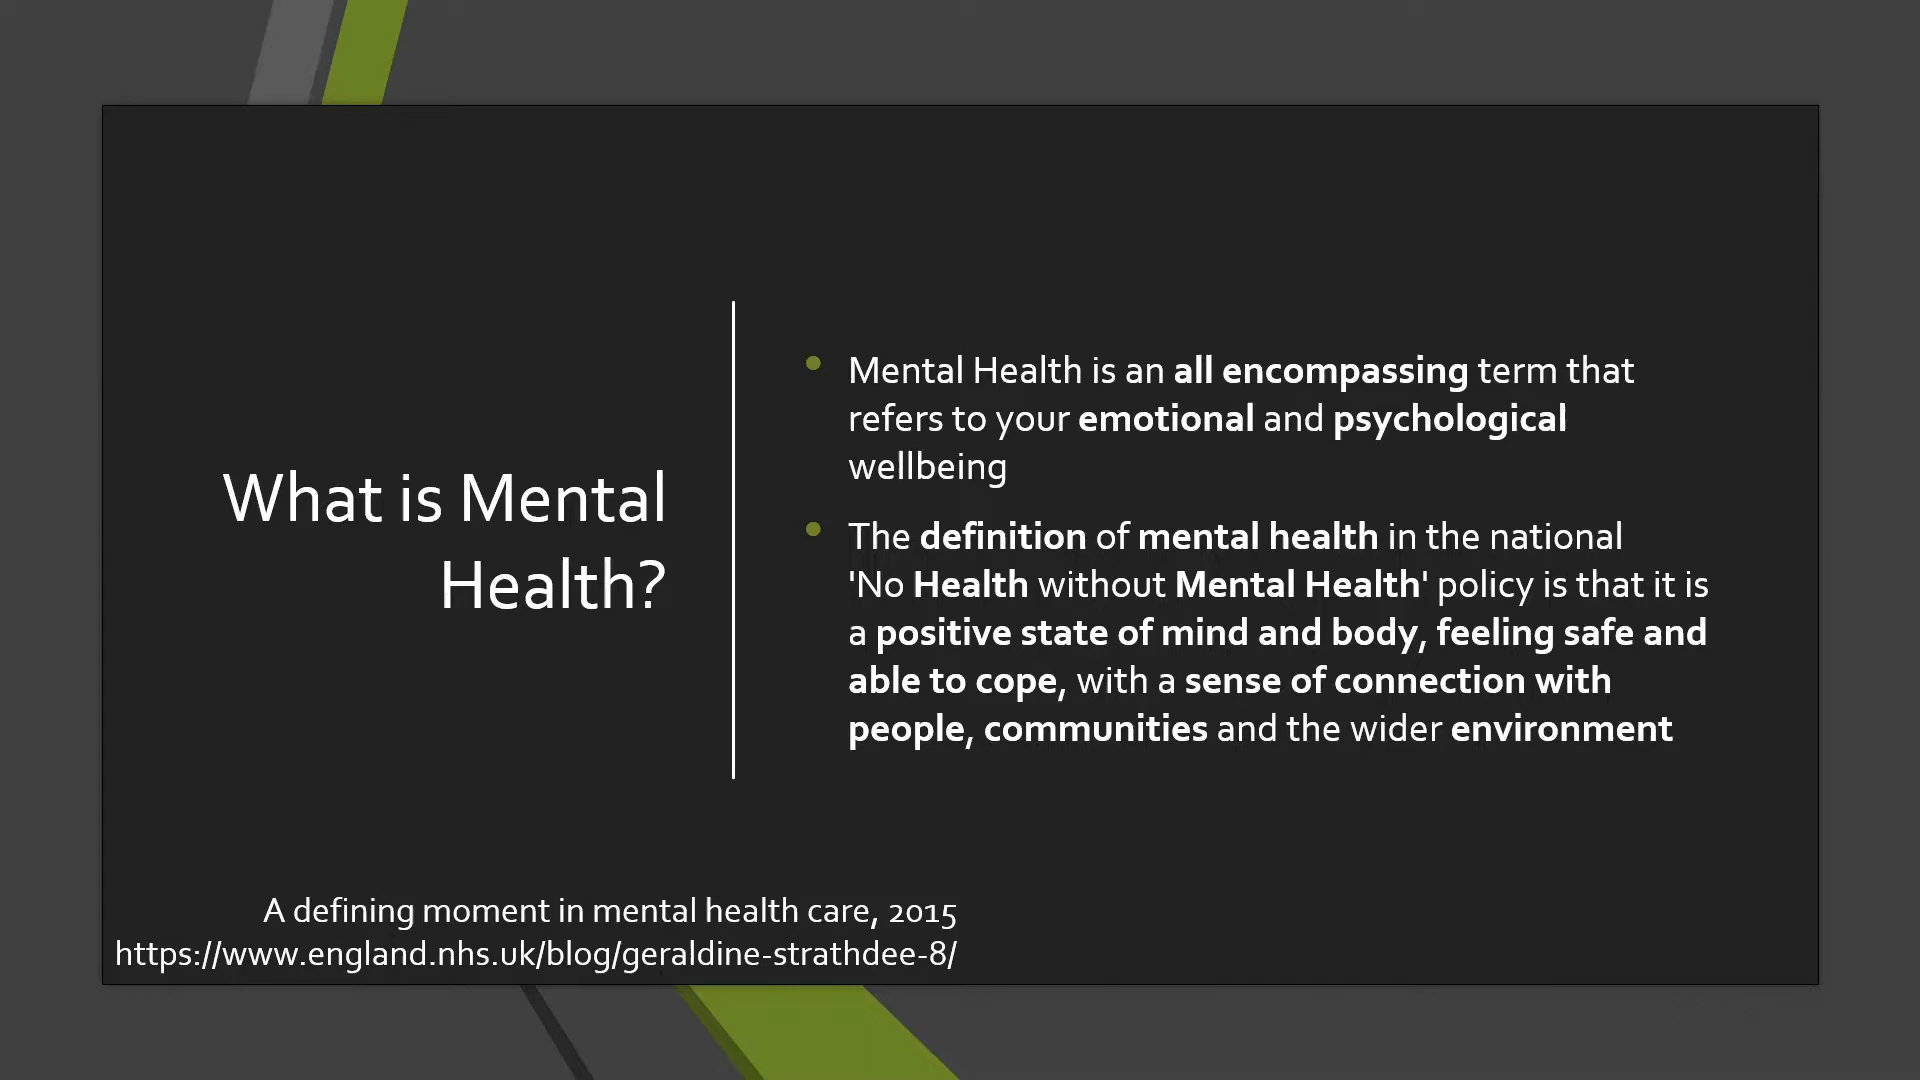 What is Mental
Health?
Mental Health is an all encompassing term that
refers to your emotional and psychological
wellbeing
The definition of mental health in the national
'No Health without Mental Health' policy is that it is
a positive state of mind and body, feeling safe and
able to cope, with a sense of connection with
people, communities and the wider environment
A defining moment in mental health care, 2015
https://www.england.nhs.uk/blog/geraldine-strathdee-8/